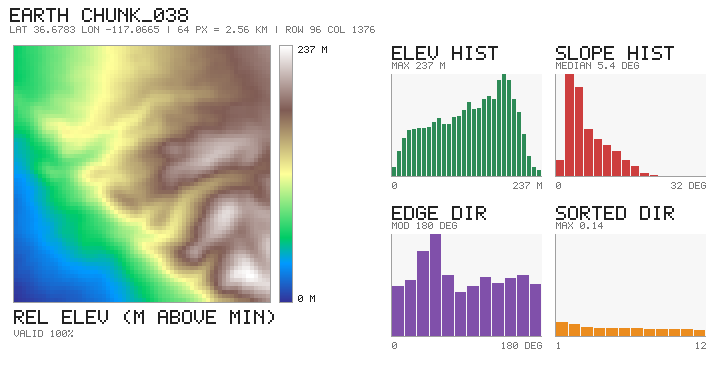 EARTH CHUNK_038
LAT 36.6783 LON -117.0665 | 64 PX = 2.56 KM | ROW 96 COL 1376
237 M
0 M
REL ELEV (M ABOVE MIN)
VALID 100%
ELEV HIST
MAX 237 M
0 237 M
SLOPE HIST
MEDIAN 5.4 DEG
0 32 DEG
EDGE DIR
MOD 180 DEG
0 180 DEG
SORTED DIR
MAX 0.14
1 12